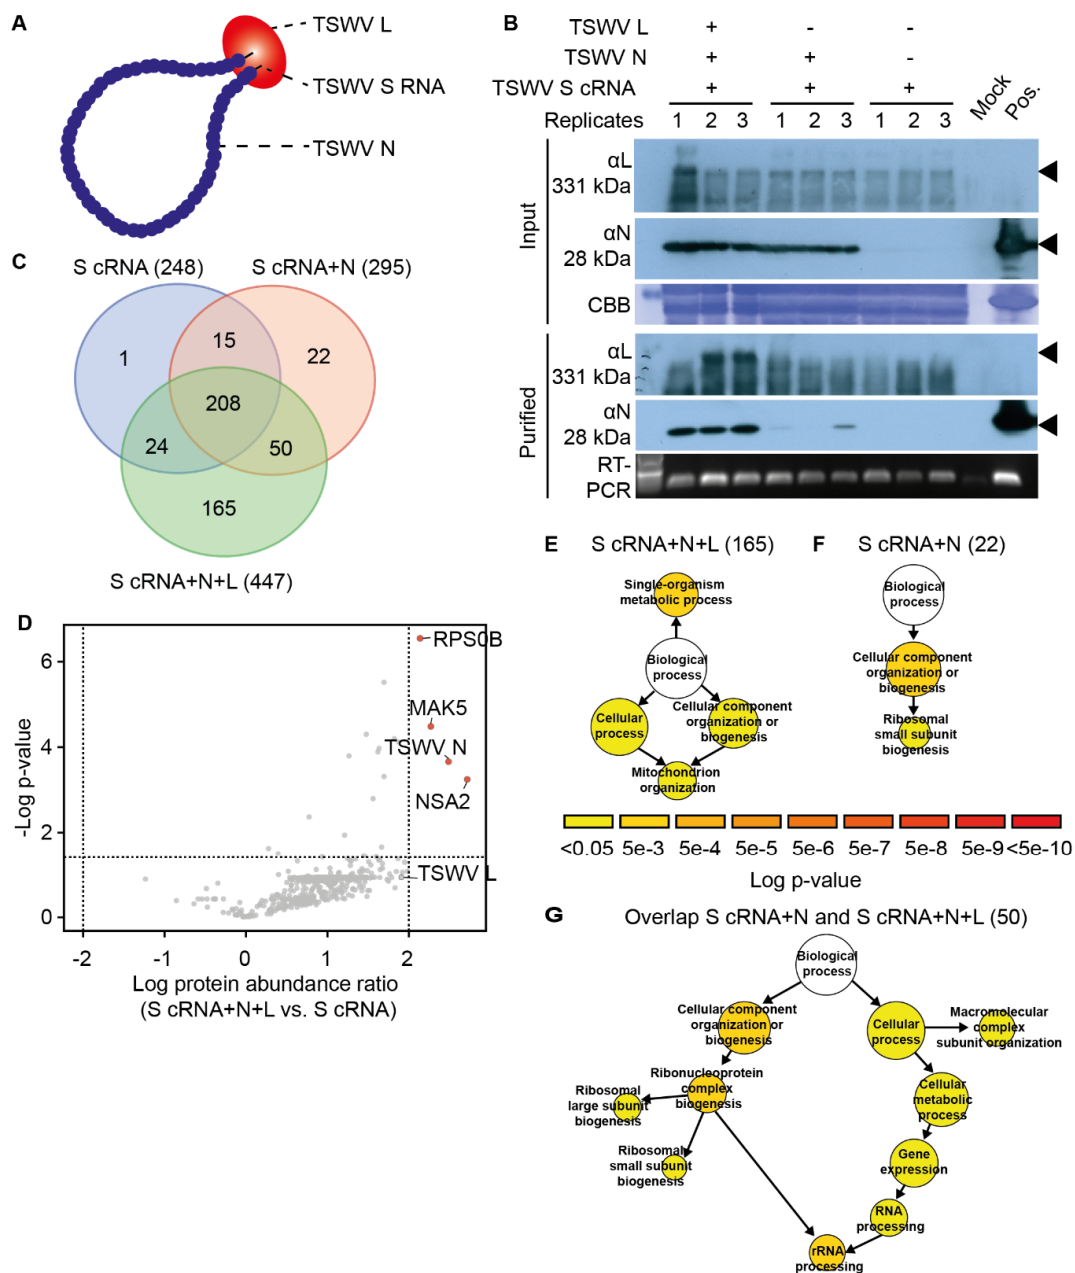 A
TSWV L
TSWV S RNA
TSWV N
B
TSWV L + - -
TSWV N + + -
TSWV S cRNA + + +
Replicates 1 2 3 1 2 3 1 2 3 Mock Pos.
Input
αL
331 kDa
αN
28 kDa
CBB
Purified
αL
331 kDa
αN
28 kDa
RT-
PCR
C
S cRNA (248) S cRNA+N (295)
1 15 22
208
24 50
165
S cRNA+N+L (447)
D
RPS0B
MAK5
TSWV N
NSA2
TSWV L
6
4
2
0
-Log p-value
-2 -1 0 1 2
Log protein abundance ratio
(S cRNA+N+L vs. S cRNA)
E S cRNA+N+L (165)
Single-organism
metabolic process
Biological
process
Cellular
process
Cellular component
organization or
biogenesis
Mitochondrion
organization
F S cRNA+N (22)
Biological
process
Cellular component
organization or
biogenesis
Ribosomal
small subunit
biogenesis
<0.05 5e-3 5e-4 5e-5 5e-6 5e-7 5e-8 5e-9 <5e-10
Log p-value
G Overlap S cRNA+N and S cRNA+N+L (50)
Biological
process
Cellular component
organization or
biogenesis
Cellular
process
Macromolecular
complex
subunit organization
Ribonucleoprotein
complex
biogenesis
Ribosomal
large subunit
biogenesis
Cellular
metabolic
process
Ribosomal
small subunit
biogenesis
Gene
expression
RNA
processing
rRNA
processing